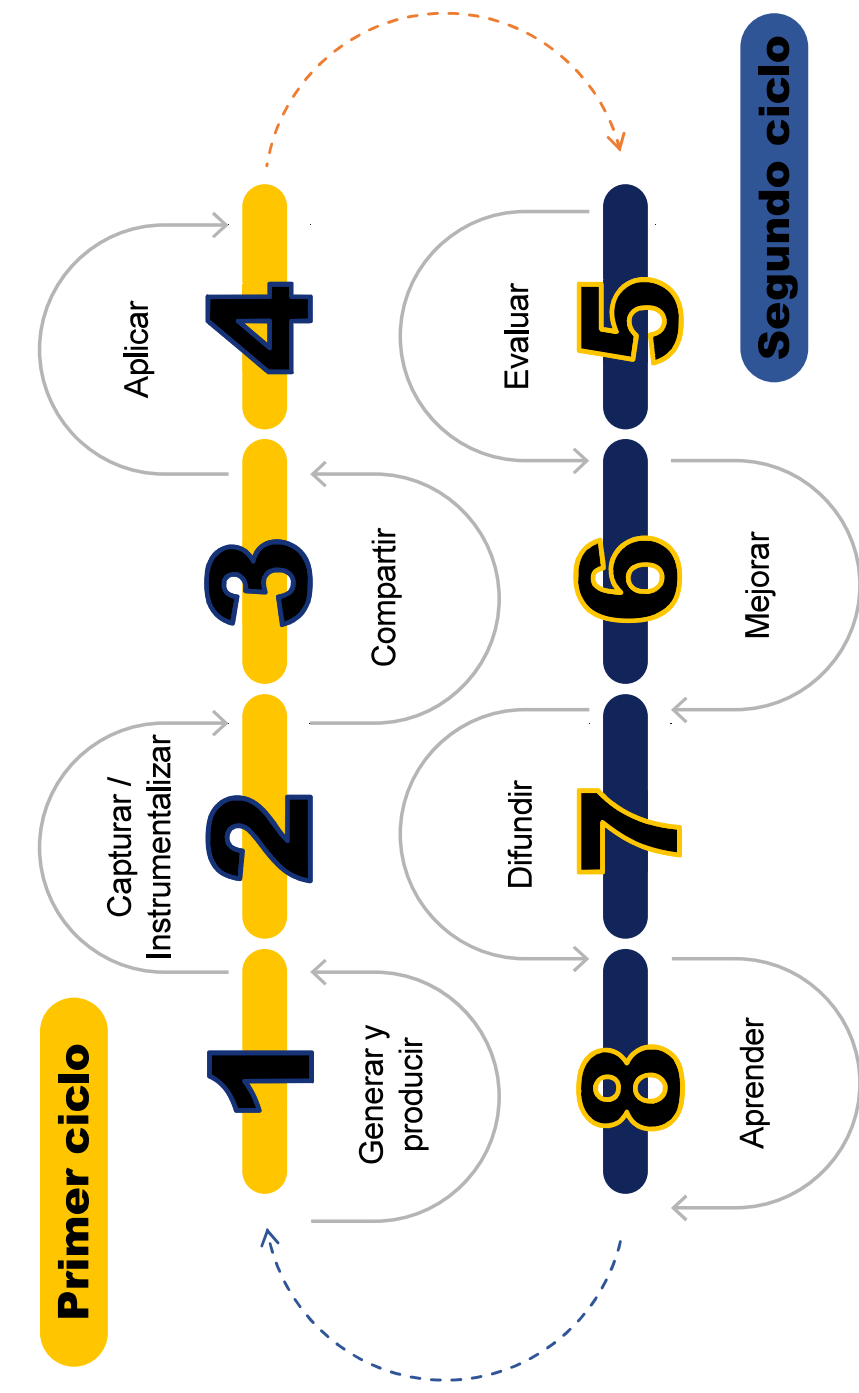 Primer ciclo
1
Generar y
producir
2
Capturar /
Instrumentalizar
3
Compartir
4
Aplicar
Segundo ciclo
5
Evaluar
6
Mejorar
7
Difundir
8
Aprender